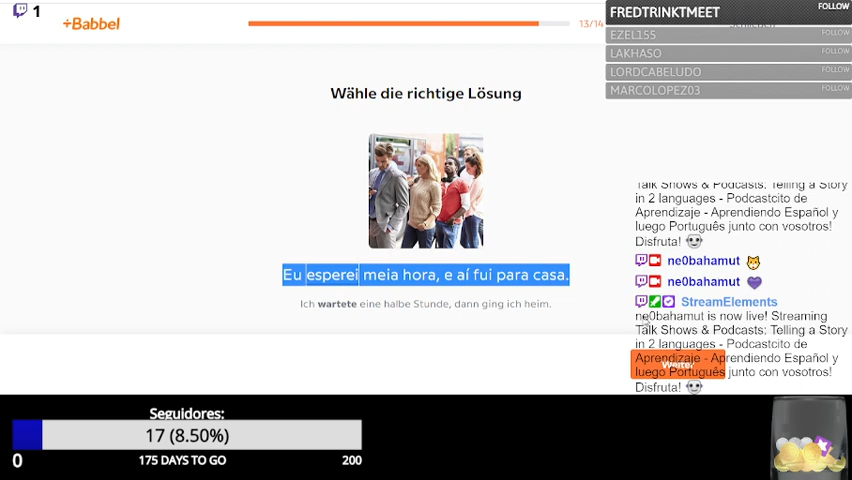 1
+Babbel
13/14
FREDTRINKTMEET FOLLOW
EZEL155 FOLLOW
LAKHASO FOLLOW
LORDCABELUDO FOLLOW
MARCOLOPEZ03 FOLLOW
Wähle die richtige Lösung
Eu esperei meia hora, e aí fui para casa.
Ich wartete eine halbe Stunde, dann ging ich heim.
Talk Shows & Podcasts: Telling a Story
in 2 languages - Podcastcito de
Aprendizaje - Aprendiendo Español y
luego Português junto con vosotros!
Disfruta!
ne0bahamut
ne0bahamut
StreamElements
ne0bahamut is now live! Streaming
Talk Shows & Podcasts: Telling a Story
in 2 languages - Podcastcito de
Aprendizaje - Aprendiendo Español y
luego Português junto con vosotros!
Disfruta!
Weiter
Seguidores:
17 (8.50%)
0 175 DAYS TO GO 200